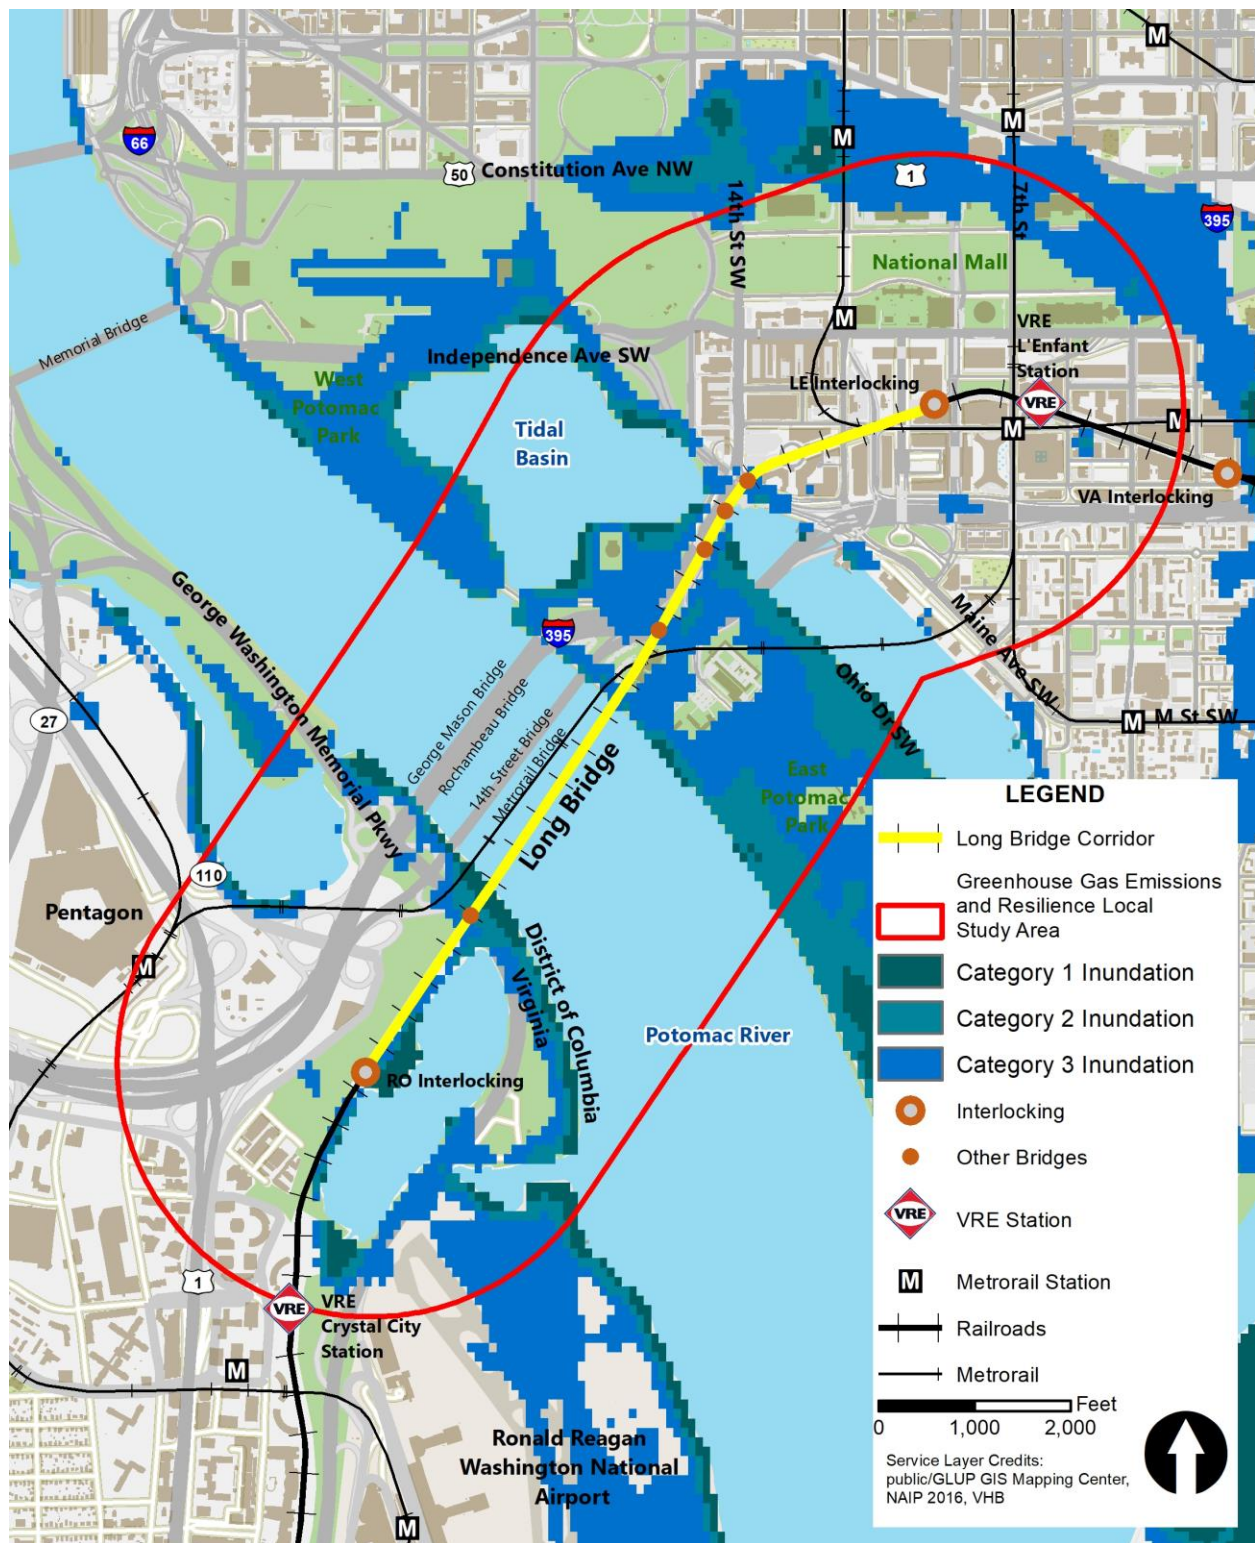 M
66
M
M
50
Constitution Ave NW
1
395
14th St SW
7th St
National Mall
Memorial Bridge
M
VRE
L'Enfant
Station
Independence Ave SW
West
Potomac
Park
LE Interlocking
VRE
Tidal
Basin
M
M
VA Interlocking
George Washington Memorial Pkwy
395
Maine Ave SW
Ohio Dr SW
27
George Mason Bridge
Rochambeau Bridge
14th Street Bridge
Metrorail Bridge
Long Bridge
M
M St SW
East
Potomac
Park
110
Pentagon
M
District of Columbia
Virginia
Potomac River
RO Interlocking
1
VRE
VRE
Crystal City
Station
M
Ronald Reagan
Washington National
Airport
M
LEGEND
Long Bridge Corridor
Greenhouse Gas Emissions
and Resilience Local
Study Area
Category 1 Inundation
Category 2 Inundation
Category 3 Inundation
Interlocking
Other Bridges
VRE
VRE Station
M
Metrorail Station
Railroads
Metrorail
Feet
0 1,000 2,000
Service Layer Credits:
public/GLUP GIS Mapping Center,
NAIP 2016, VHB